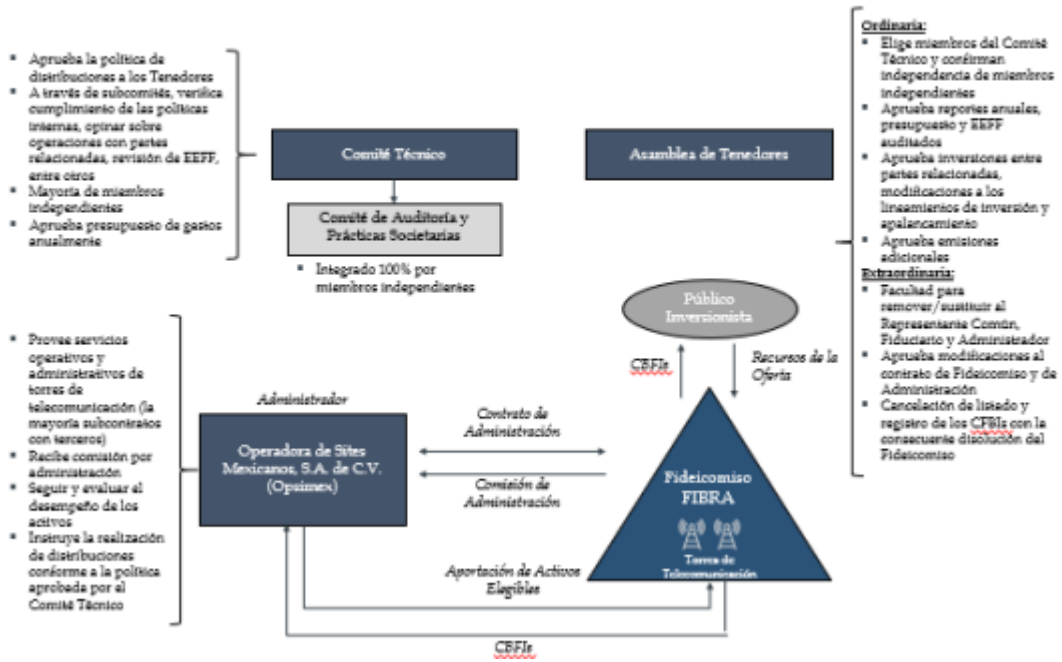 ▪ Aprueba la política de
distribuciones a los Tenedores
▪ A través de subcomités, verifica
cumplimiento de las políticas
internas, opinar sobre
operaciones con partes
relacionadas, revisión de EEFF,
entre otros
▪ Mayoría de miembros
independientes
▪ Aprueba presupuesto de gastos
anualmente
Comité Técnico
Comité de Auditoría y
Prácticas Societarias
▪ Integrado 100% por
miembros independientes
Asamblea de Tenedores
Ordinaria:
▪ Elige miembros del Comité
Técnico y confirman
independencia de miembros
independientes
▪ Aprueba reportes anuales,
presupuesto y EEFF
auditados
▪ Aprueba inversiones entre
partes relacionadas,
modificaciones a los
lineamientos de inversión y
apalancamiento
▪ Aprueba emisiones
adicionales
Extraordinaria:
▪ Facultad para
remover/sustituir al
Representante Común,
Fiduciario y Administrador
▪ Aprueba modificaciones al
contrato de Fideicomiso y de
Administración
▪ Cancelación de listado y
registro de los CFBIs con la
consecuente disolución del
Fideicomiso
Público
Inversionista
CBFIs
Recursos de la
Oferta
▪ Provee servicios
operativos y
administrativos de
torres de
telecomunicación (la
mayoría subcontratos
con terceros)
▪ Recibe comisión por
administración
▪ Seguir y evaluar el
desempeño de los
activos
▪ Instruye la realización
de distribuciones
conforme a la política
aprobada por el
Comité Técnico
Administrador
Operadora de Sites
Mexicanos, S.A. de C.V.
(Opsimex)
Contrato de
Administración
Comisión de
Administración
Fideicomiso
FIBRA
Torres de
Telecomunicación
Aportación de Activos
Elegibles
CBFIs